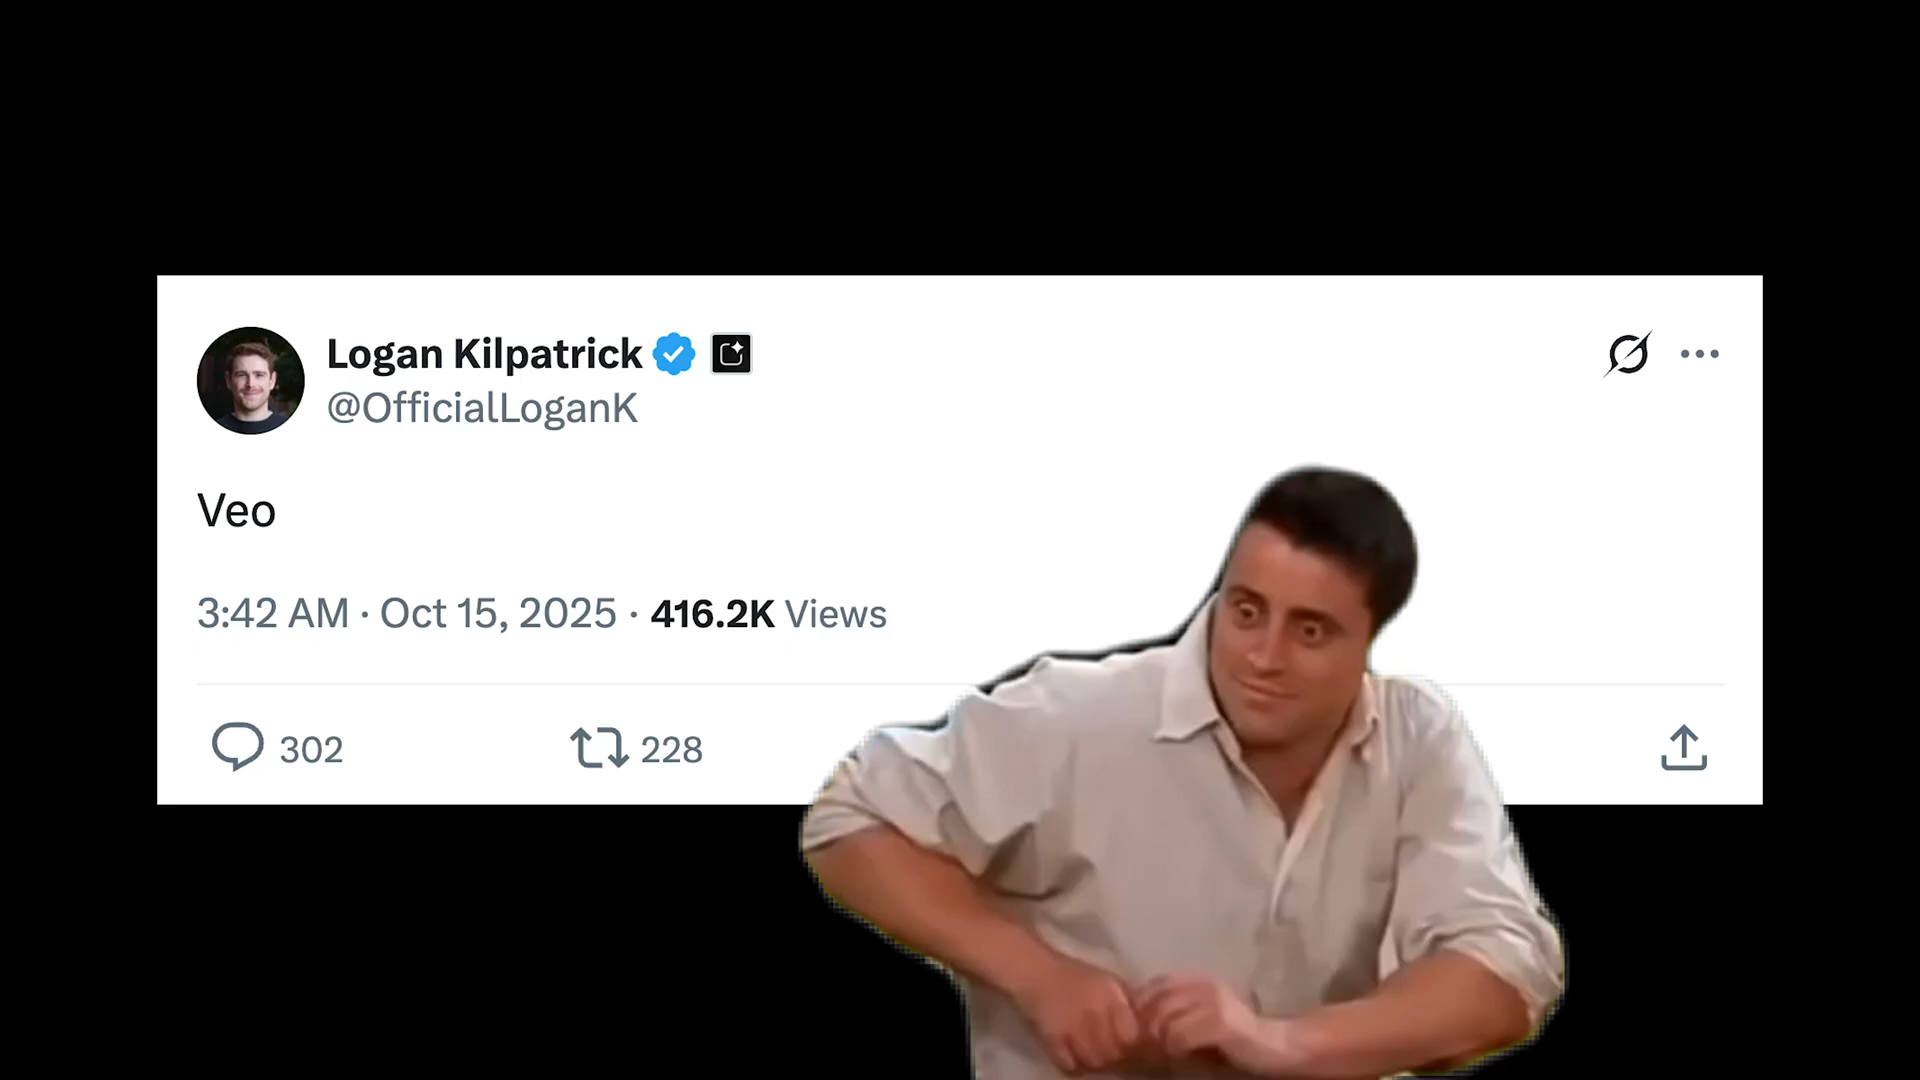 Logan Kilpatrick
@OfficialLoganK
Veo
3:42 AM · Oct 15, 2025 · 416.2K Views
302 228